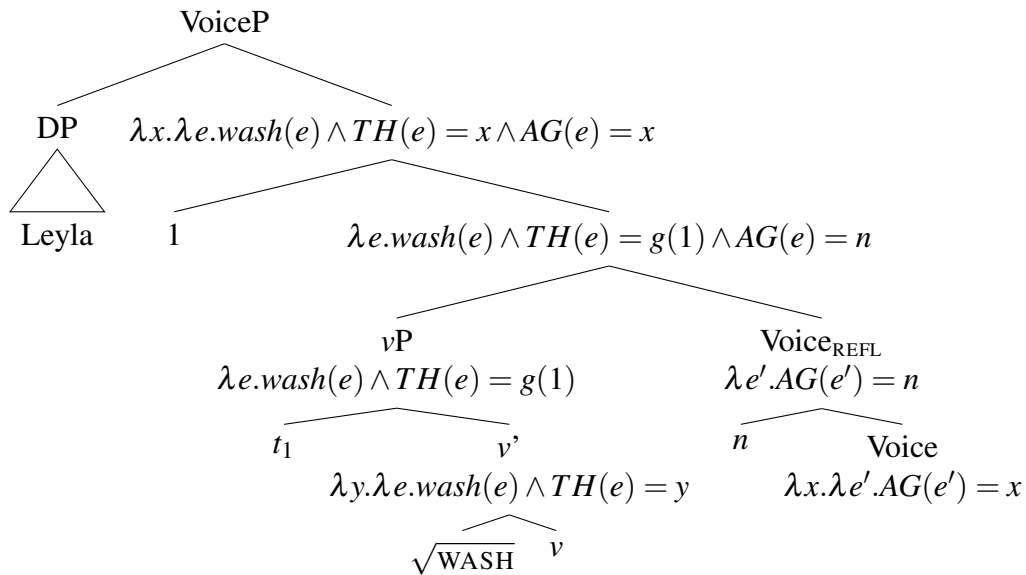 VoiceP
DP λx.λe.wash(e) ∧ TH(e) = x ∧ AG(e) = x
Leyla 1 λe.wash(e) ∧ TH(e) = g(1) ∧ AG(e) = n
vP Voice_REFL
λe.wash(e) ∧ TH(e) = g(1) λe′.AG(e′) = n
t₁ v’ n Voice
λy.λe.wash(e) ∧ TH(e) = y λx.λe′.AG(e′) = x
√WASH v